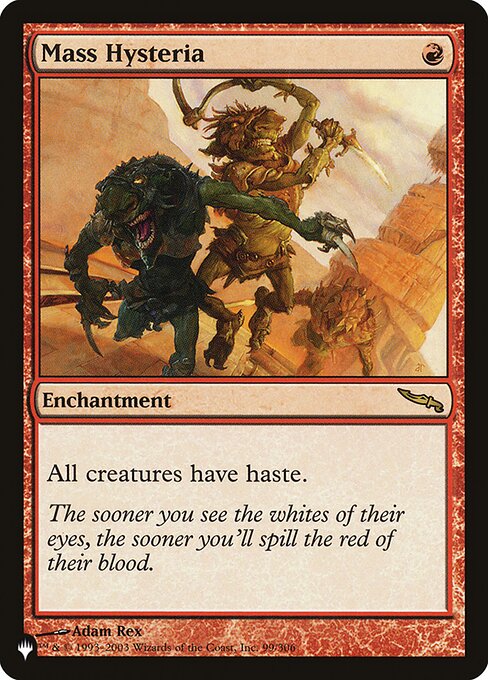 Mass Hysteria
Enchantment
All creatures have haste.
The sooner you see the whites of their
eyes, the sooner you'll spill the red of
their blood.
Adam Rex
™ & © 1993-2003 Wizards of the Coast, Inc. 99/306